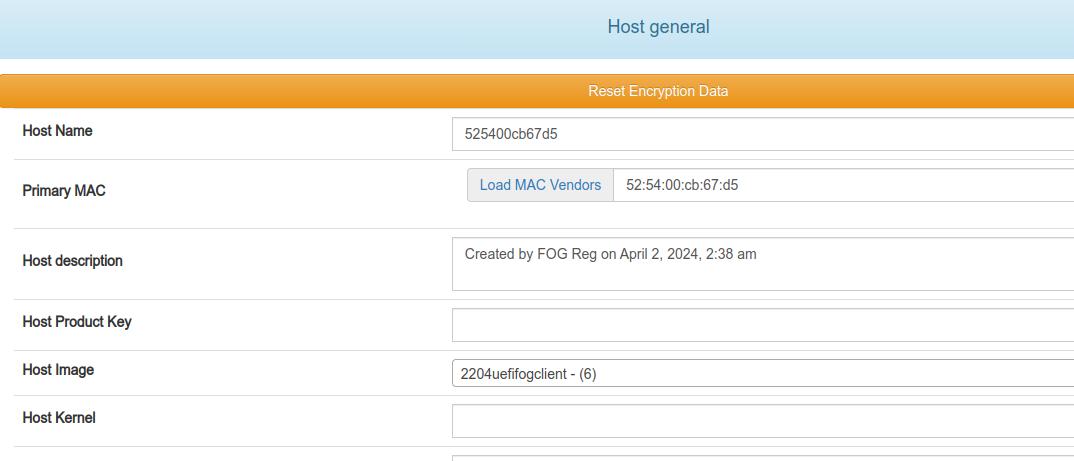 Host general
Reset Encryption Data
Host Name
525400cb67d5
Primary MAC
Load MAC Vendors
52:54:00:cb:67:d5
Host description
Created by FOG Reg on April 2, 2024, 2:38 am
Host Product Key
Host Image
2204uefifogclient - (6)
Host Kernel